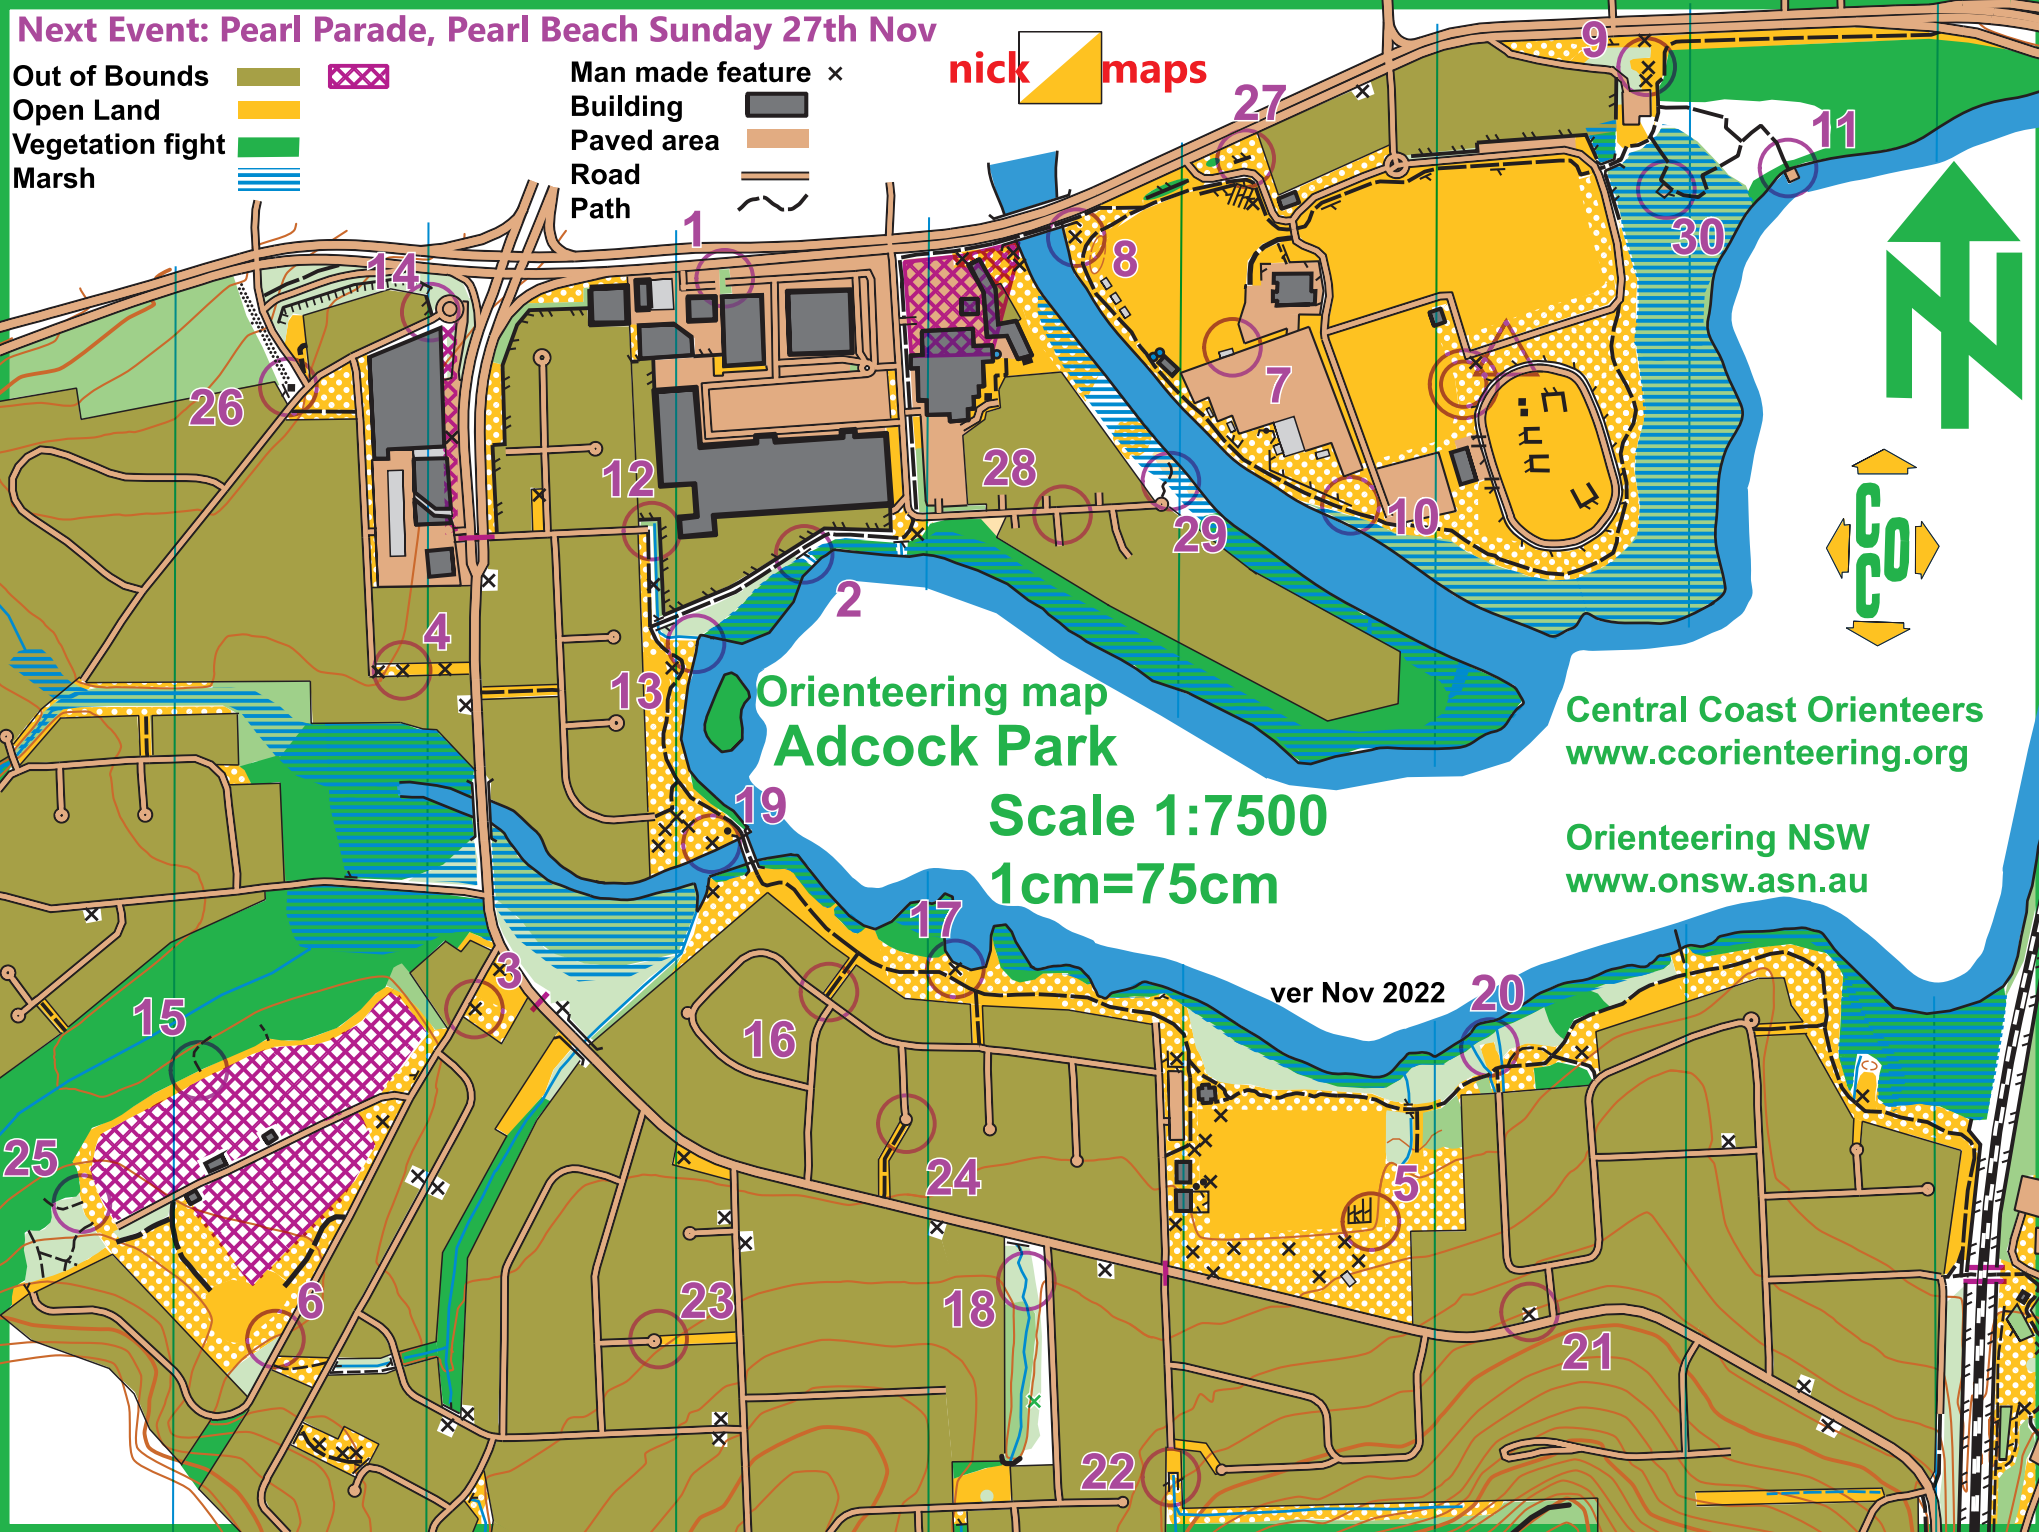 Next Event: Pearl Parade, Pearl Beach Sunday 27th Nov
Out of Bounds
Open Land
Vegetation fight
Marsh
Man made feature ×
Building
Paved area
Road
Path
nick maps
9
27
11
1
14
8
30
26
7
12
28
10
29
2
4
13
Orienteering map
Adcock Park
Scale 1:7500
1cm=75cm
N
C
O
C
C
Central Coast Orienteers
www.ccorienteering.org
Orienteering NSW
www.onsw.asn.au
19
17
3
ver Nov 2022
20
15
16
25
24
5
6
23
18
21
22